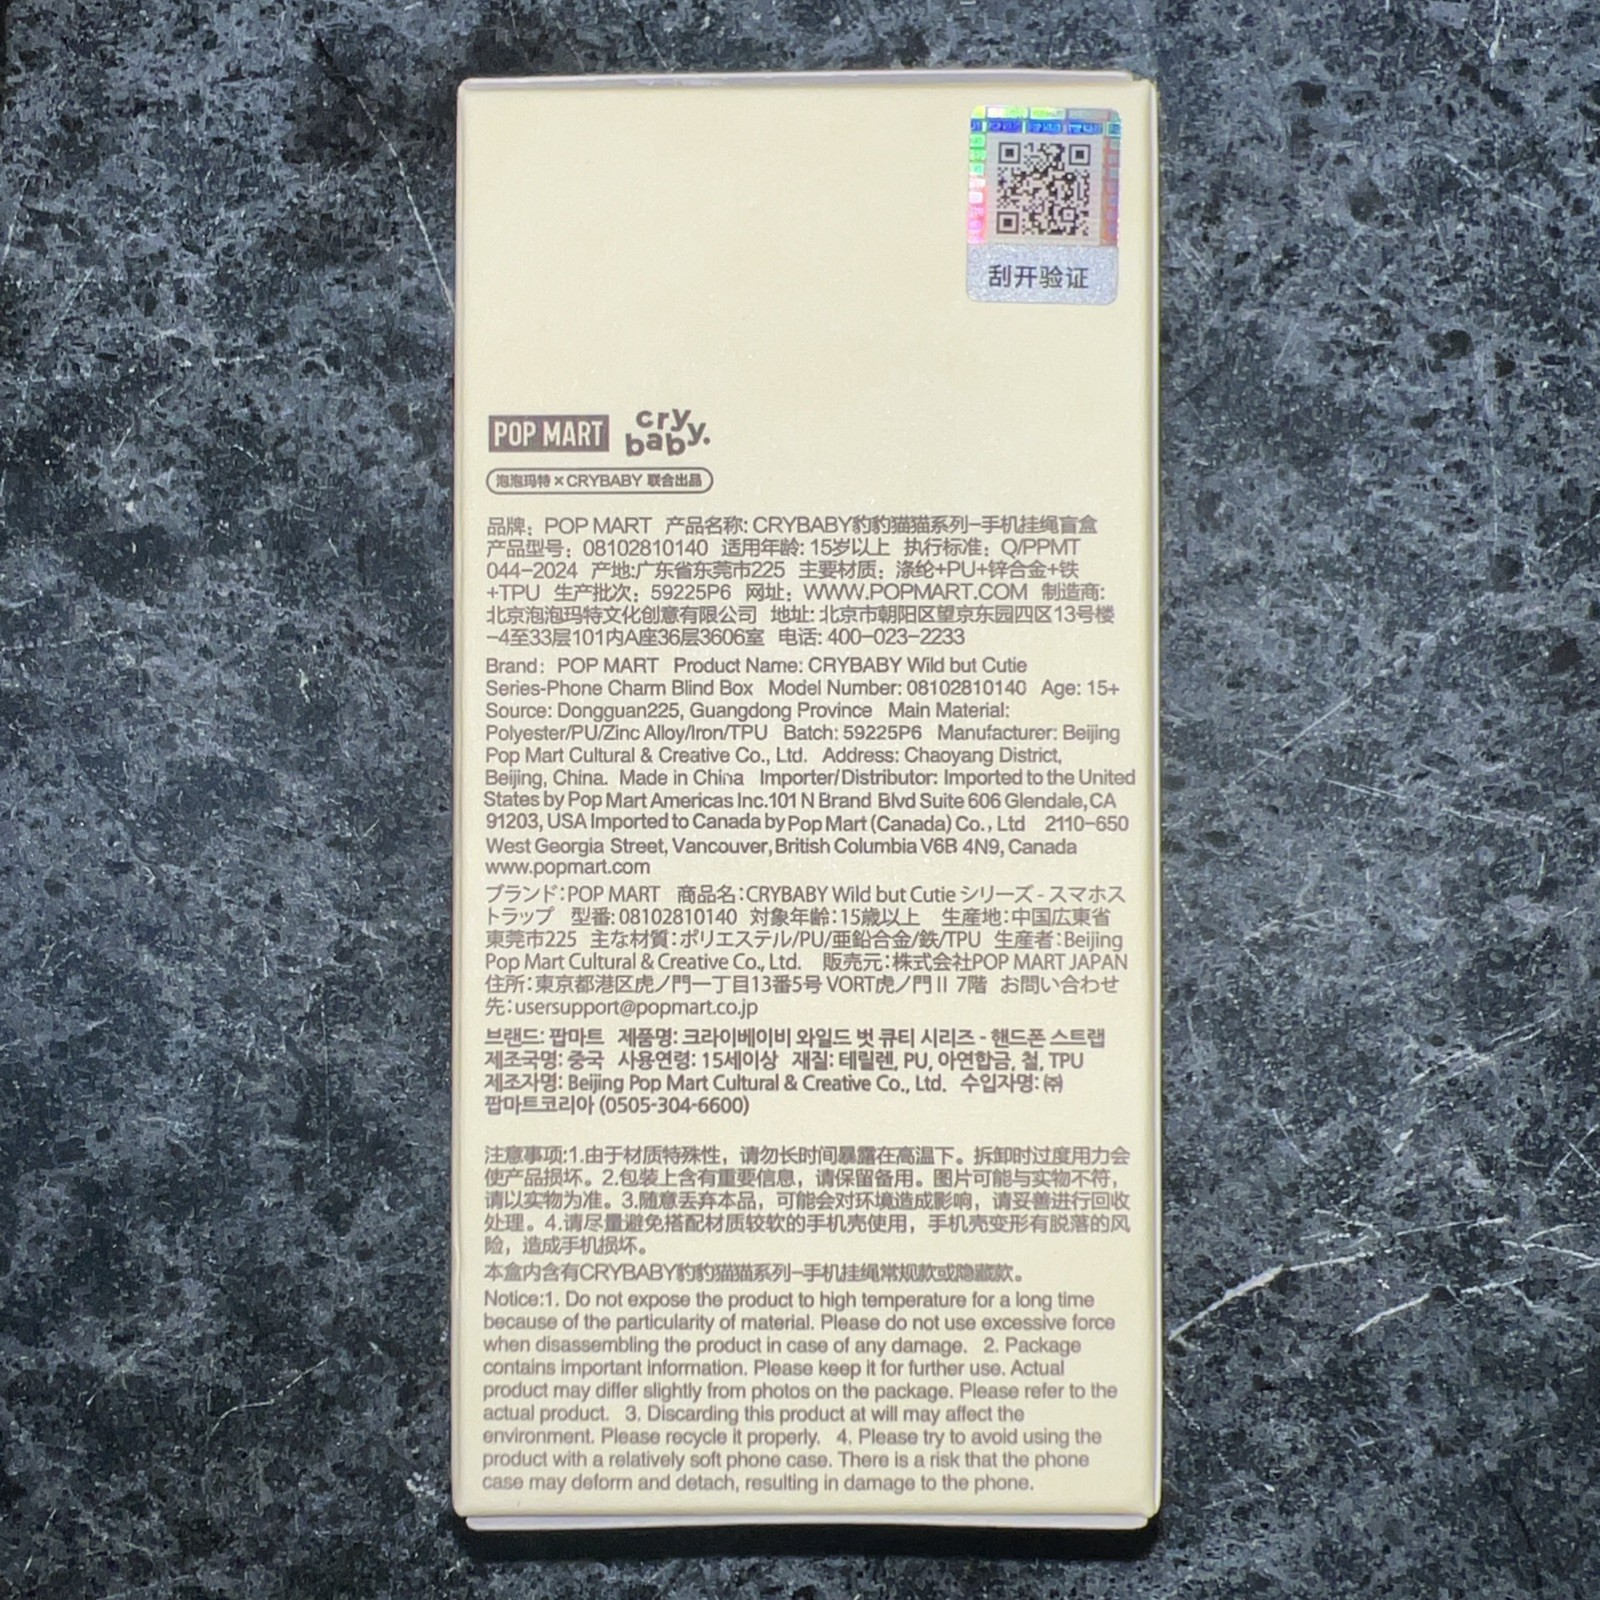 刮开验证
POP MART cry baby.
泡泡玛特×CRYBABY 联合出品
品牌：POP MART 产品名称: CRYBABY豹豹猫猫系列-手机挂绳盲盒
产品型号：08102810140 适用年龄: 15岁以上 执行标准：Q/PPMT
044-2024 产地:广东省东莞市225 主要材质：涤纶+PU+锌合金+铁
+TPU 生产批次：59225P6 网址：WWW.POPMART.COM 制造商:
北京泡泡玛特文化创意有限公司 地址: 北京市朝阳区望京东园四区13号楼
-4至33层101内A座36层3606室 电话: 400-023-2233
Brand： POP MART Product Name: CRYBABY Wild but Cutie
Series-Phone Charm Blind Box Model Number: 08102810140 Age: 15+
Source: Dongguan225, Guangdong Province Main Material:
Polyester/PU/Zinc Alloy/Iron/TPU Batch: 59225P6 Manufacturer: Beijing
Pop Mart Cultural & Creative Co., Ltd. Address: Chaoyang District,
Beijing, China. Made in China Importer/Distributor: Imported to the United
States by Pop Mart Americas Inc.101 N Brand Blvd Suite 606 Glendale, CA
91203, USA Imported to Canada by Pop Mart (Canada) Co., Ltd 2110-650
West Georgia Street, Vancouver, British Columbia V6B 4N9, Canada
www.popmart.com
ブランド：POP MART 商品名：CRYBABY Wild but Cutie シリーズ - スマホス
トラップ 型番: 08102810140 対象年齢：15歳以上 生産地：中国広東省
東莞市225 主な材質：ポリエステル/PU/亜鉛合金/鉄/TPU 生産者：Beijing
Pop Mart Cultural & Creative Co., Ltd. 販売元：株式会社POP MART JAPAN
住所：東京都港区虎ノ門一丁目13番5号 VORT虎ノ門Ⅱ 7階 お問い合わせ
先：usersupport@popmart.co.jp
브랜드: 팝마트 제품명: 크라이베이비 와일드 벗 큐티 시리즈 - 핸드폰 스트랩
제조국명: 중국 사용연령: 15세이상 재질: 테릴렌, PU, 아연합금, 철, TPU
제조자명: Beijing Pop Mart Cultural & Creative Co., Ltd. 수입자명: ㈜
팝마트코리아 (0505-304-6600)
注意事项:1.由于材质特殊性，请勿长时间暴露在高温下。拆卸时过度用力会
使产品损坏。2.包装上含有重要信息，请保留备用。图片可能与实物不符，
请以实物为准。3.随意丢弃本品，可能会对环境造成影响，请妥善进行回收
处理。4.请尽量避免搭配材质较软的手机壳使用，手机壳变形有脱落的风
险，造成手机损坏。
本盒内含有CRYBABY豹豹猫猫系列-手机挂绳常规款或隐藏款。
Notice:1. Do not expose the product to high temperature for a long time
because of the particularity of material. Please do not use excessive force
when disassembling the product in case of any damage. 2. Package
contains important information. Please keep it for further use. Actual
product may differ slightly from photos on the package. Please refer to the
actual product. 3. Discarding this product at will may affect the
environment. Please recycle it properly. 4. Please try to avoid using the
product with a relatively soft phone case. There is a risk that the phone
case may deform and detach, resulting in damage to the phone.